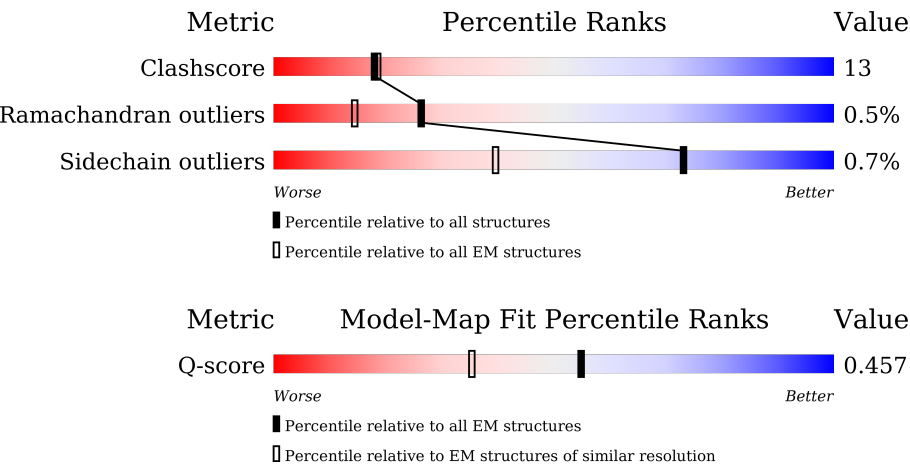 Metric Percentile Ranks Value
Clashscore 13
Ramachandran outliers 0.5%
Sidechain outliers 0.7%
Worse Better
Percentile relative to all structures
Percentile relative to all EM structures
Metric Model-Map Fit Percentile Ranks Value
Q-score 0.457
Worse Better
Percentile relative to all EM structures
Percentile relative to EM structures of similar resolution